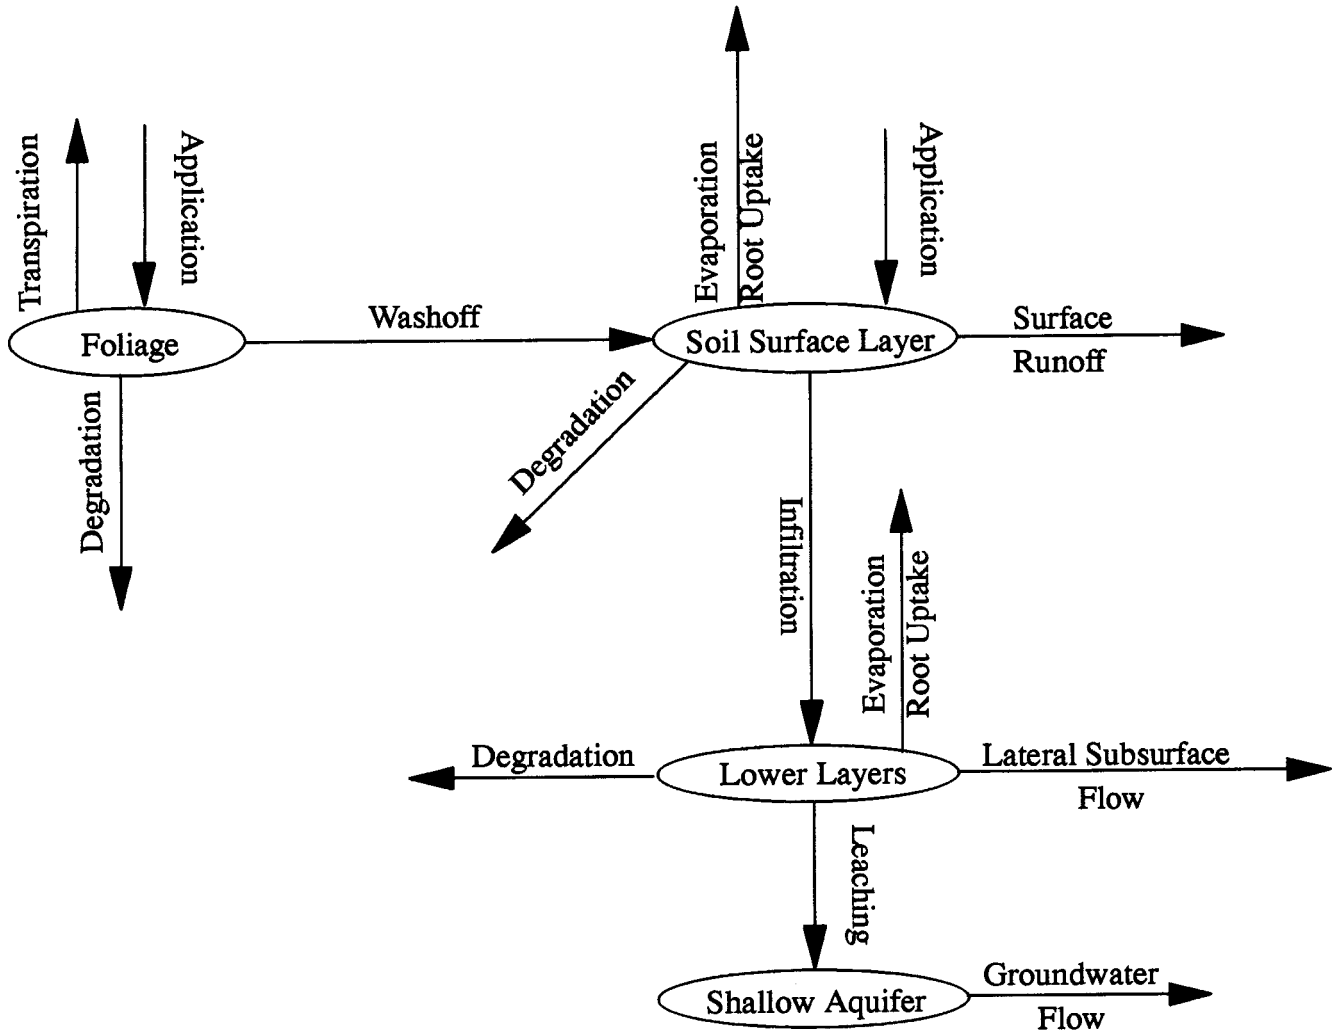 Transpiration
Application
Evaporation
Root Uptake
Application
Foliage
Washoff
Soil Surface Layer
Surface
Runoff
Degradation
Degradation
Infiltration
Evaporation
Root Uptake
Degradation
Lower Layers
Lateral Subsurface
Flow
Leaching
Shallow Aquifer
Groundwater
Flow